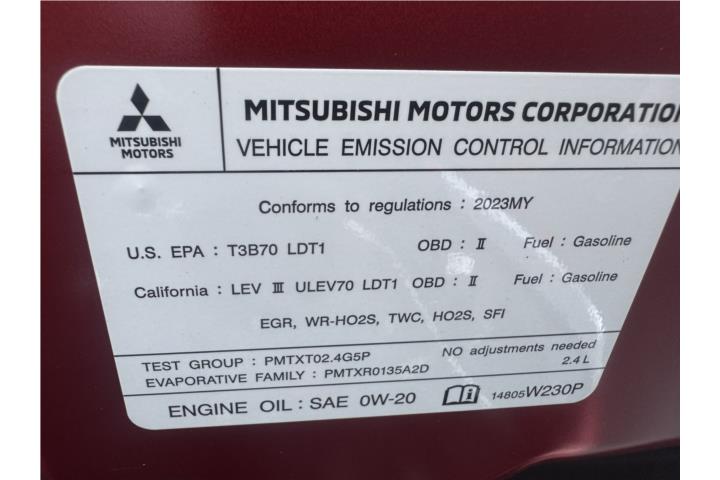 MITSUBISHI
MOTORS
MITSUBISHI MOTORS CORPORATIO
VEHICLE EMISSION CONTROL INFORMATION
Conforms to regulations : 2023MY
U.S. EPA : T3B70 LDT1 OBD : Ⅱ Fuel : Gasoline
California : LEV Ⅲ ULEV70 LDT1 OBD : Ⅱ Fuel : Gasoline
EGR, WR-HO2S, TWC, HO2S, SFI
TEST GROUP : PMTXT02.4G5P NO adjustments needed
EVAPORATIVE FAMILY : PMTXR0135A2D 2.4 L
ENGINE OIL : SAE 0W-20 14805W230P